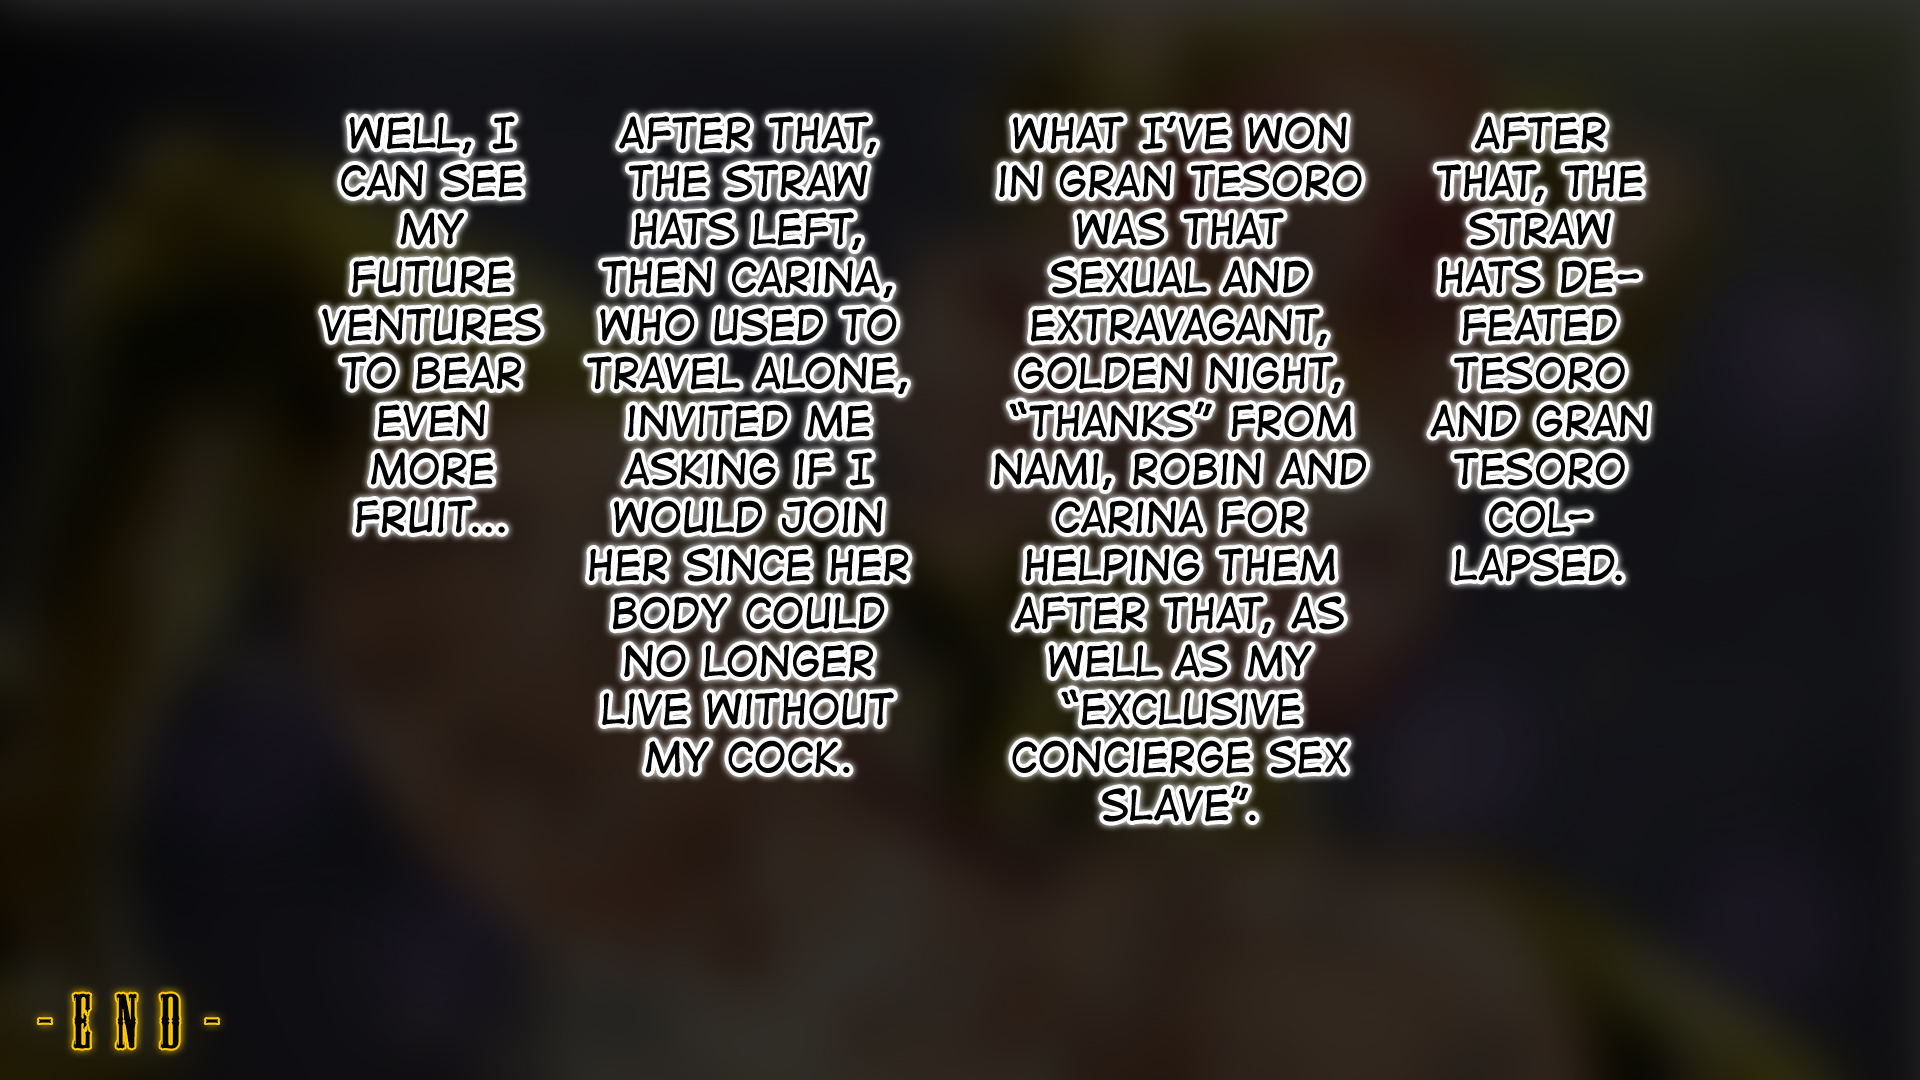 AFTER
THAT, THE
STRAW
HATS DE-
FEATED
TESORO
AND GRAN
TESORO
COL-
LAPSED.
WHAT I'VE WON
IN GRAN TESORO
WAS THAT
SEXUAL AND
EXTRAVAGANT,
GOLDEN NIGHT,
“THANKS” FROM
NAMI, ROBIN AND
CARINA FOR
HELPING THEM
AFTER THAT, AS
WELL AS MY
“EXCLUSIVE
CONCIERGE SEX
SLAVE”.
AFTER THAT,
THE STRAW
HATS LEFT,
THEN CARINA,
WHO USED TO
TRAVEL ALONE,
INVITED ME
ASKING IF I
WOULD JOIN
HER SINCE HER
BODY COULD
NO LONGER
LIVE WITHOUT
MY COCK.
WELL, I
CAN SEE
MY
FUTURE
VENTURES
TO BEAR
EVEN
MORE
FRUIT...
- END -